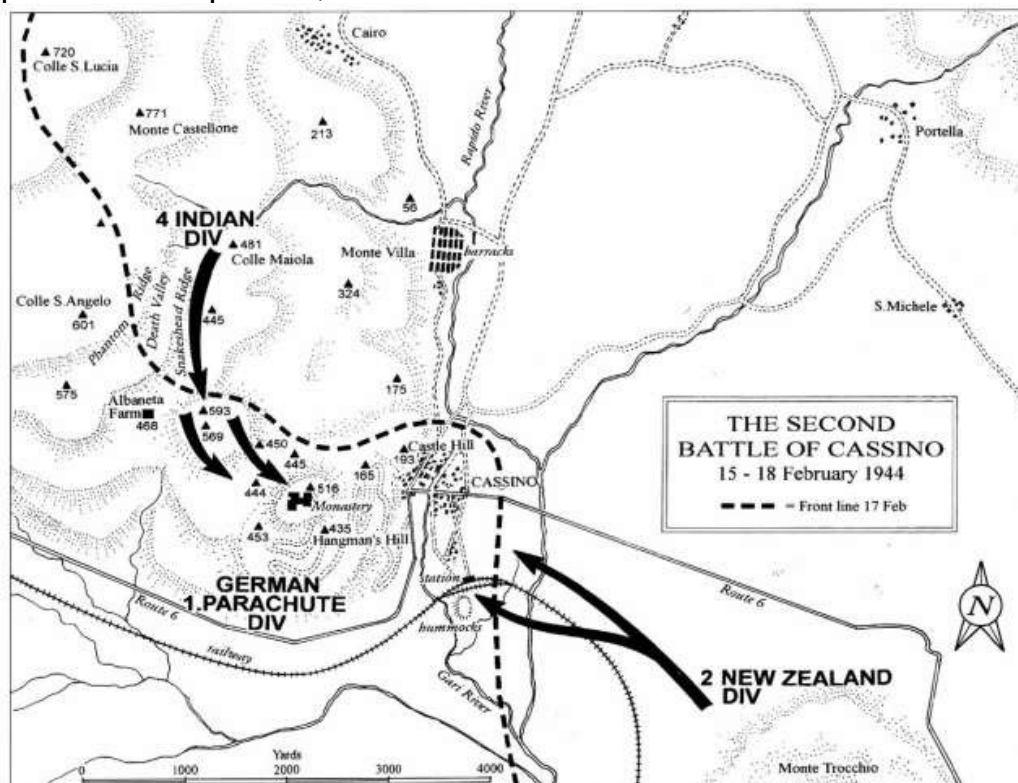 Cairo
720
Colle S. Lucia
771
Monte Castellone
213
Rapido River
Portella
56
4 INDIAN
DIV
481
Colle Maiola
Monte Villa
barracks
324
Colle S.Angelo
601
Phantom Ridge
Death Valley
Snakeshead Ridge
445
S.Michele
575
175
Albaneta
Farm
468
593
569
450
445
Castle Hill
193
165
CASSINO
444
516
Monastery
453
435
Hangman's Hill
THE SECOND
BATTLE OF CASSINO
15 - 18 February 1944
= Front line 17 Feb
GERMAN
1.PARACHUTE
DIV
station
Route 6
Route 6
hummocks
railway
Gari River
2 NEW ZEALAND
DIV
N
Yards
0 1000 2000 3000 4000
Monte Trocchio